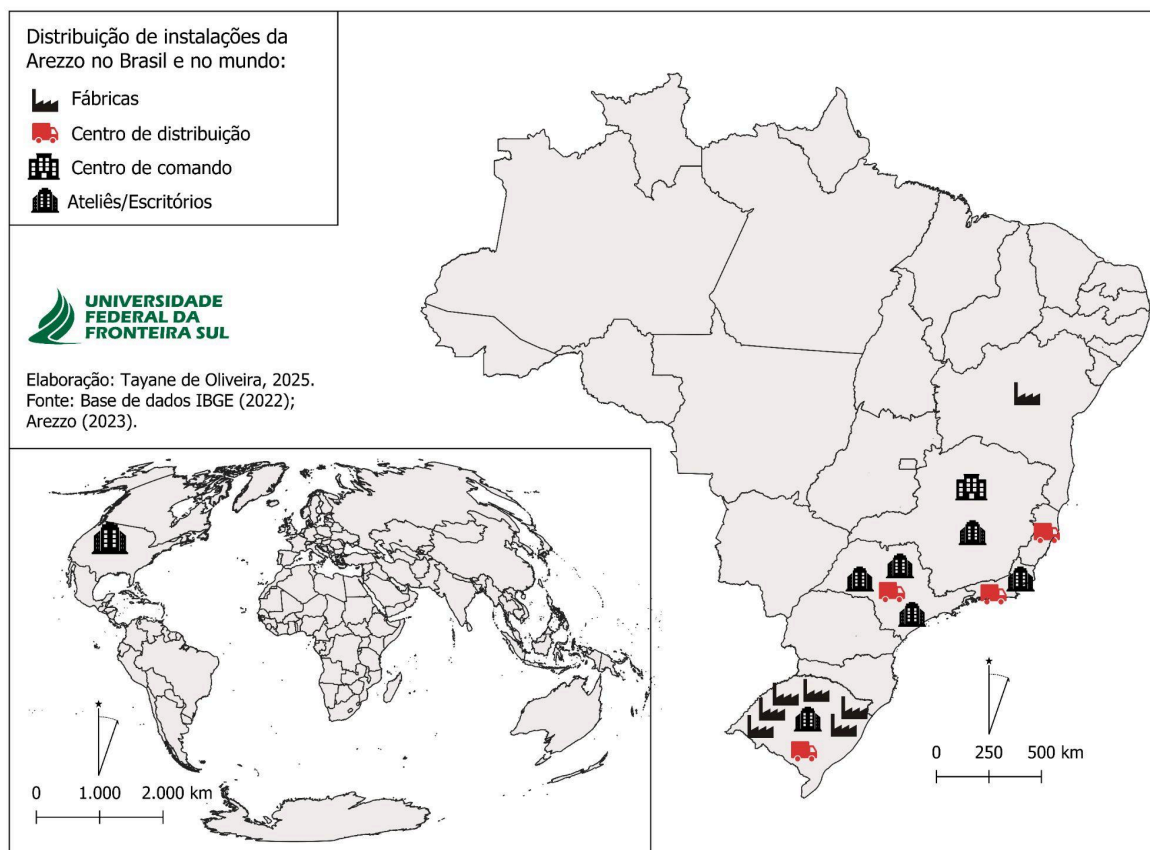 Distribuição de instalações da
Arezzo no Brasil e no mundo:
Fábricas
Centro de distribuição
Centro de comando
Ateliês/Escritórios
UNIVERSIDADE
FEDERAL DA
FRONTEIRA SUL
Elaboração: Tayane de Oliveira, 2025.
Fonte: Base de dados IBGE (2022);
Arezzo (2023).
0 1.000 2.000 km
0 250 500 km